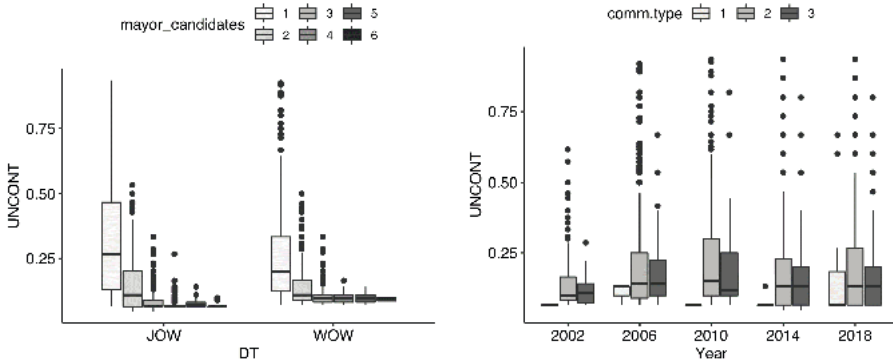 mayor_candidates
1 3 5
2 4 6
UNCONT
0.75
0.50
0.25
JOW WOW
DT
comm.type 1 2 3
UNCONT
0.75
0.50
0.25
2002 2006 2010 2014 2018
Year